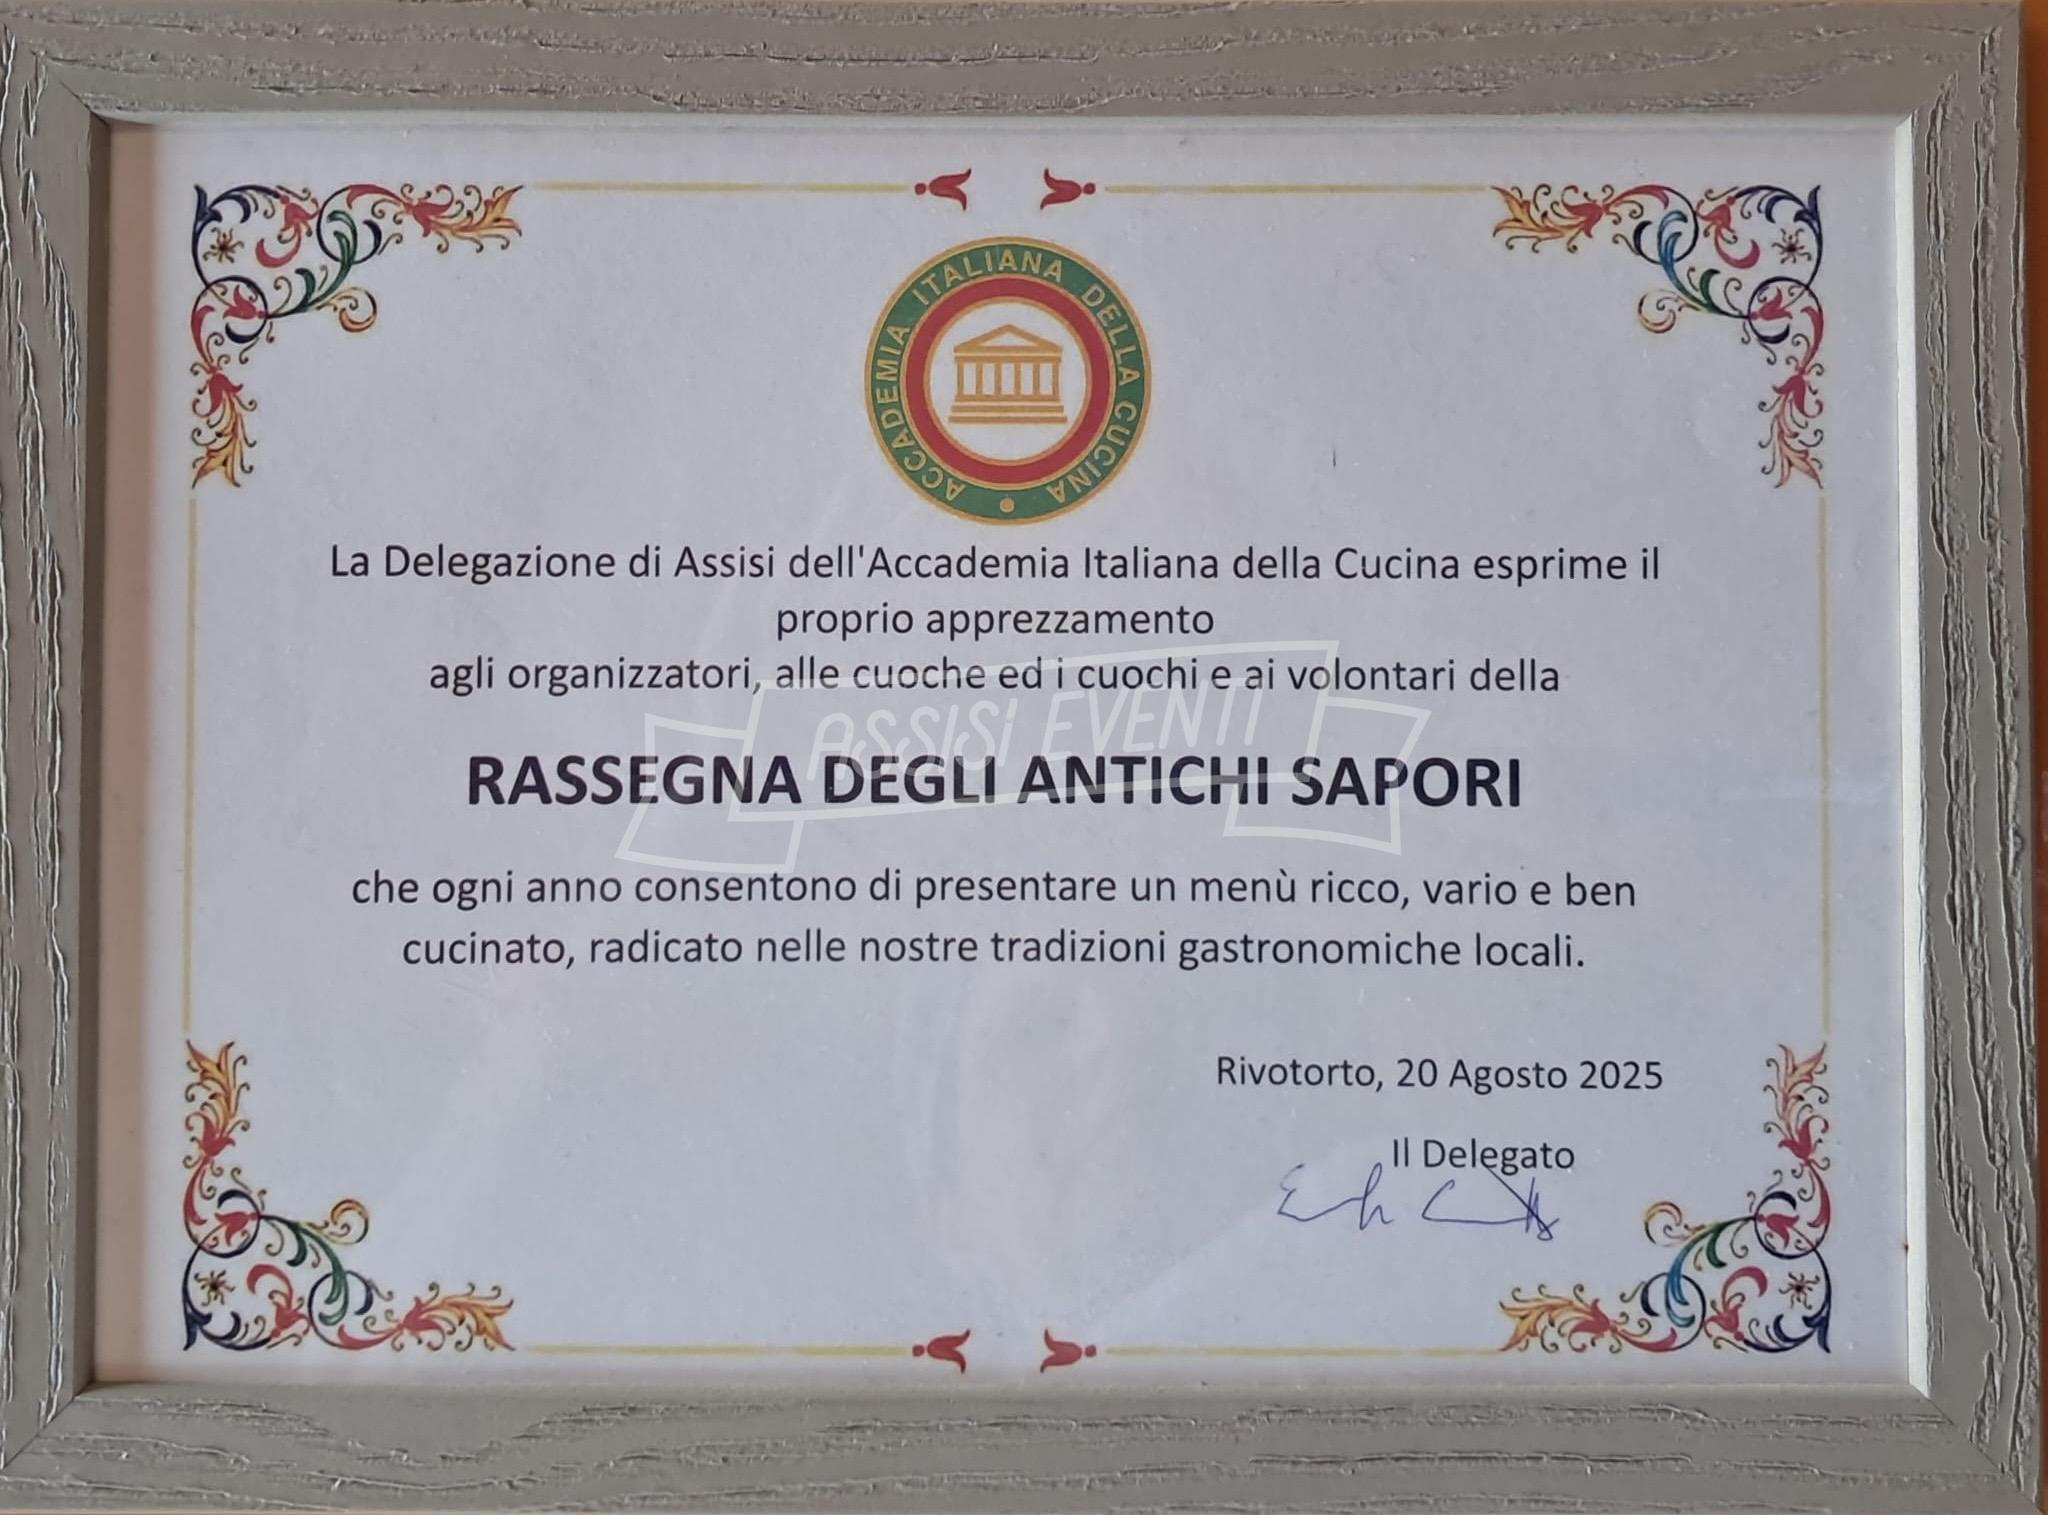 ACCADEMIA ITALIANA DELLA CUCINA
La Delegazione di Assisi dell'Accademia Italiana della Cucina esprime il
proprio apprezzamento
agli organizzatori, alle cuoche ed i cuochi e ai volontari della
ASSISI EVENTI
RASSEGNA DEGLI ANTICHI SAPORI
che ogni anno consentono di presentare un menù ricco, vario e ben
cucinato, radicato nelle nostre tradizioni gastronomiche locali.
Rivotorto, 20 Agosto 2025
Il Delegato